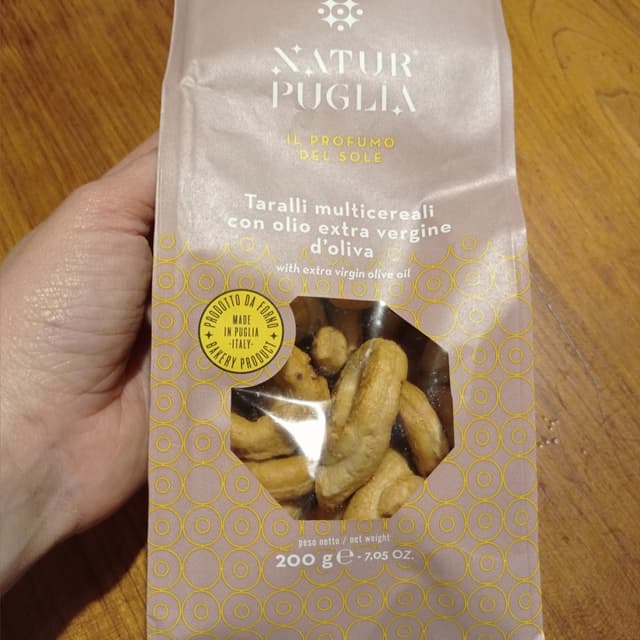 NATUR
PUGLIA
IL PROFUMO
DEL SOLE
Taralli multicereali
con olio extra vergine
d'oliva
with extra virgin olive oil
PRODOTTO DA FORNO
MADE
IN PUGLIA
-ITALY-
BAKERY PRODUCT
peso netto / net weight
200 g ℮ - 7,05 OZ.